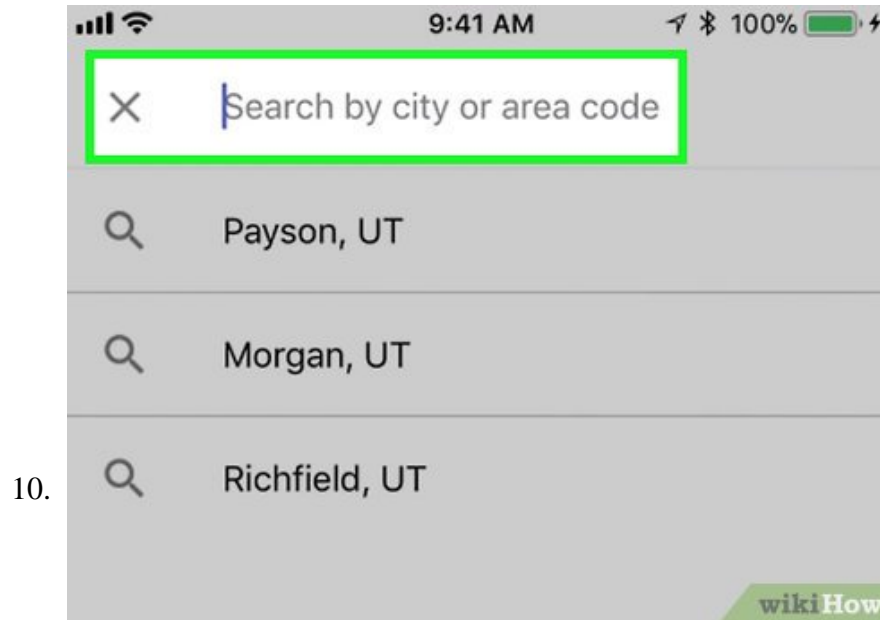 9:41 AM 100%
Search by city or area code
Payson, UT
Morgan, UT
10.
Richfield, UT
wikiHow